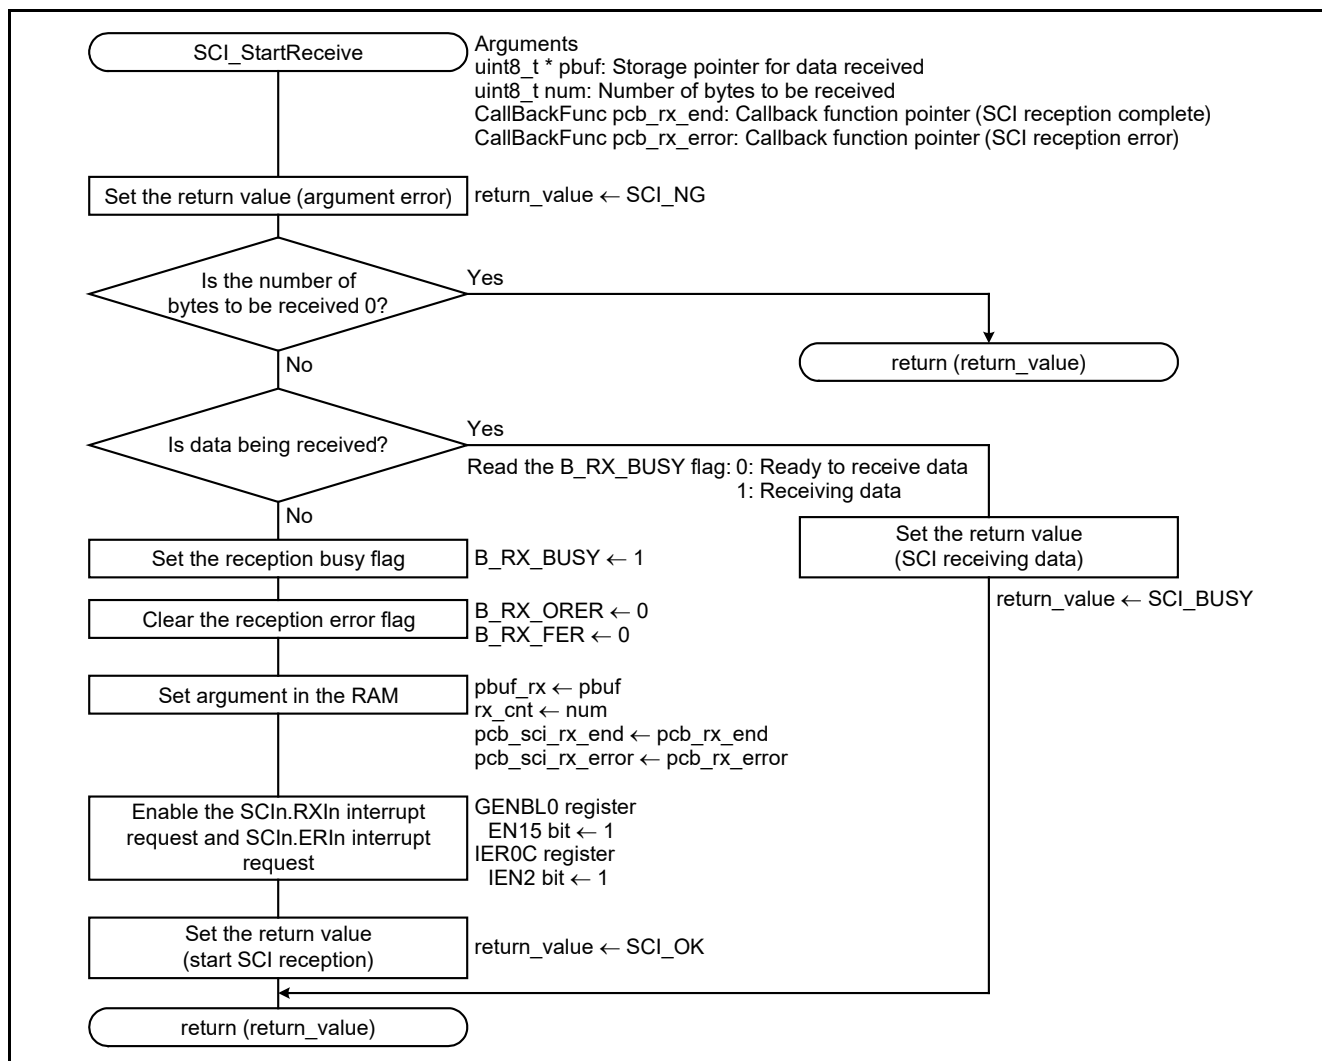 SCI_StartReceive
Arguments
uint8_t * pbuf: Storage pointer for data received
uint8_t num: Number of bytes to be received
CallBackFunc pcb_rx_end: Callback function pointer (SCI reception complete)
CallBackFunc pcb_rx_error: Callback function pointer (SCI reception error)
Set the return value (argument error)
return_value ← SCI_NG
Is the number of
bytes to be received 0?
Yes
return (return_value)
No
Is data being received?
Yes
Read the B_RX_BUSY flag: 0: Ready to receive data
1: Receiving data
Set the return value
(SCI receiving data)
return_value ← SCI_BUSY
No
Set the reception busy flag
B_RX_BUSY ← 1
Clear the reception error flag
B_RX_ORER ← 0
B_RX_FER ← 0
Set argument in the RAM
pbuf_rx ← pbuf
rx_cnt ← num
pcb_sci_rx_end ← pcb_rx_end
pcb_sci_rx_error ← pcb_rx_error
Enable the SCIn.RXIn interrupt
request and SCIn.ERIn interrupt
request
GENBL0 register
EN15 bit ← 1
IER0C register
IEN2 bit ← 1
Set the return value
(start SCI reception)
return_value ← SCI_OK
return (return_value)